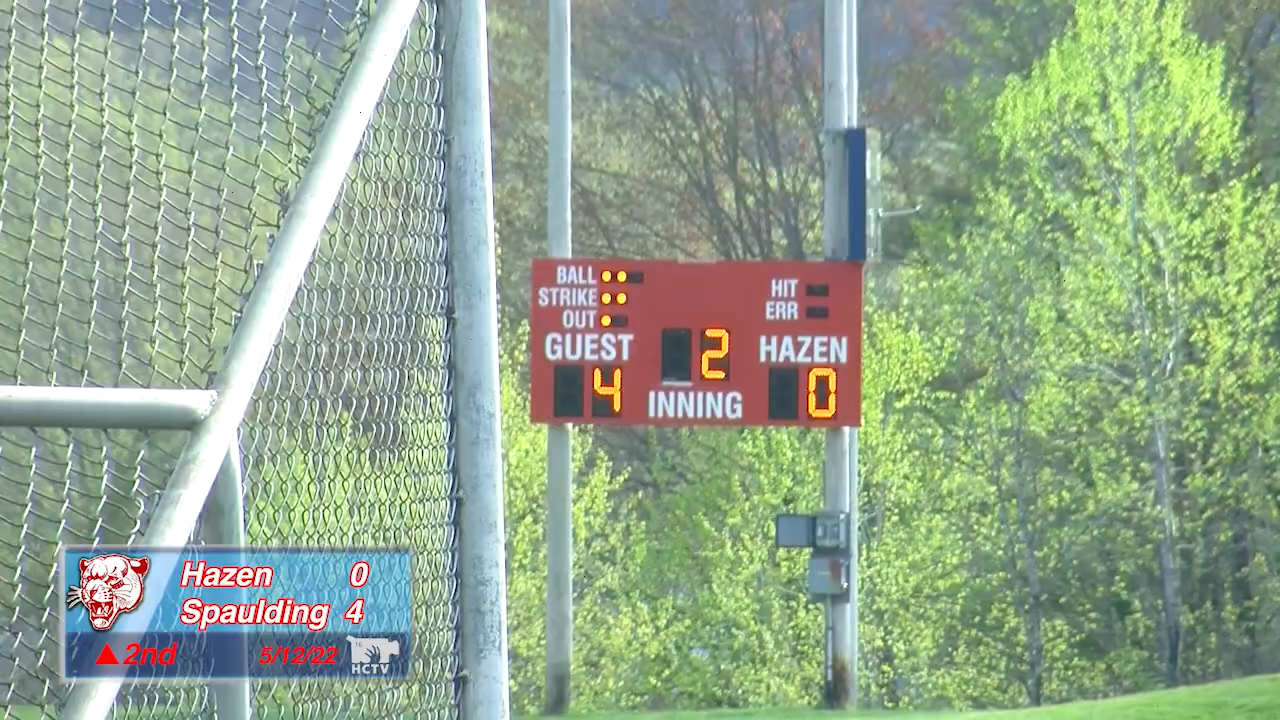 BALL
STRIKE
OUT
HIT
ERR
GUEST
2
HAZEN
4
INNING
0
Hazen 0
Spaulding 4
▲2nd 5/12/22
HCTV